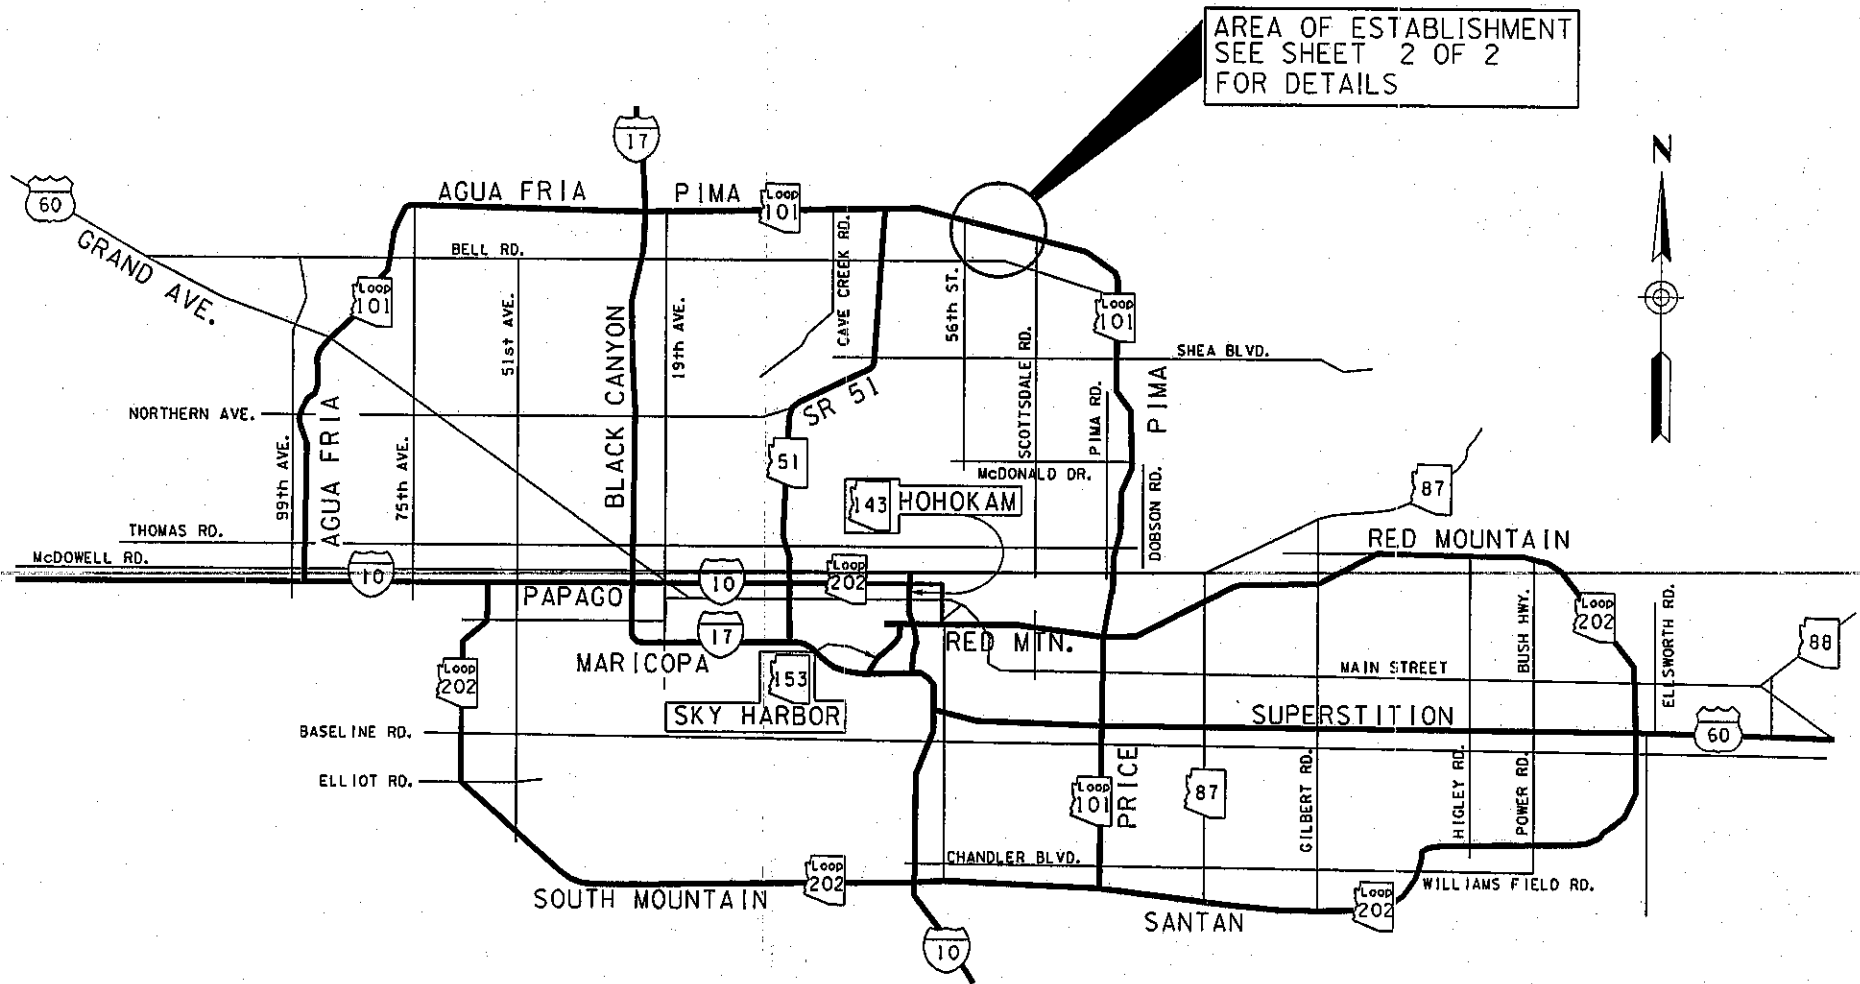 AREA OF ESTABLISHMENT
SEE SHEET 2 OF 2
FOR DETAILS
N
17
60
AGUA FRIA
PIMA
Loop
101
GRAND AVE.
BELL RD.
CAVE CREEK RD.
Loop
101
51st AVE.
BLACK CANYON
19th AVE.
56th ST.
SCOTTSDALE RD.
Loop
101
SHEA BLVD.
NORTHERN AVE.
AGUA FRIA
SR 51
PIMA RD.
PIMA
99th AVE.
75th AVE.
51
McDONALD DR.
DOBSON RD.
87
143
HOHOKAM
THOMAS RD.
RED MOUNTAIN
McDOWELL RD.
10
10
Loop
202
PAPAGO
17
RED MTN.
BUSH HWY.
Loop
202
ELLSWORTH RD.
88
MARICOPA
MAIN STREET
Loop
202
153
SKY HARBOR
SUPERSTITION
60
BASELINE RD.
ELLIOT RD.
Loop
101
PRICE
87
GILBERT RD.
HIGLEY RD.
POWER RD.
CHANDLER BLVD.
WILLIAMS FIELD RD.
SOUTH MOUNTAIN
Loop
202
SANTAN
Loop
202
10